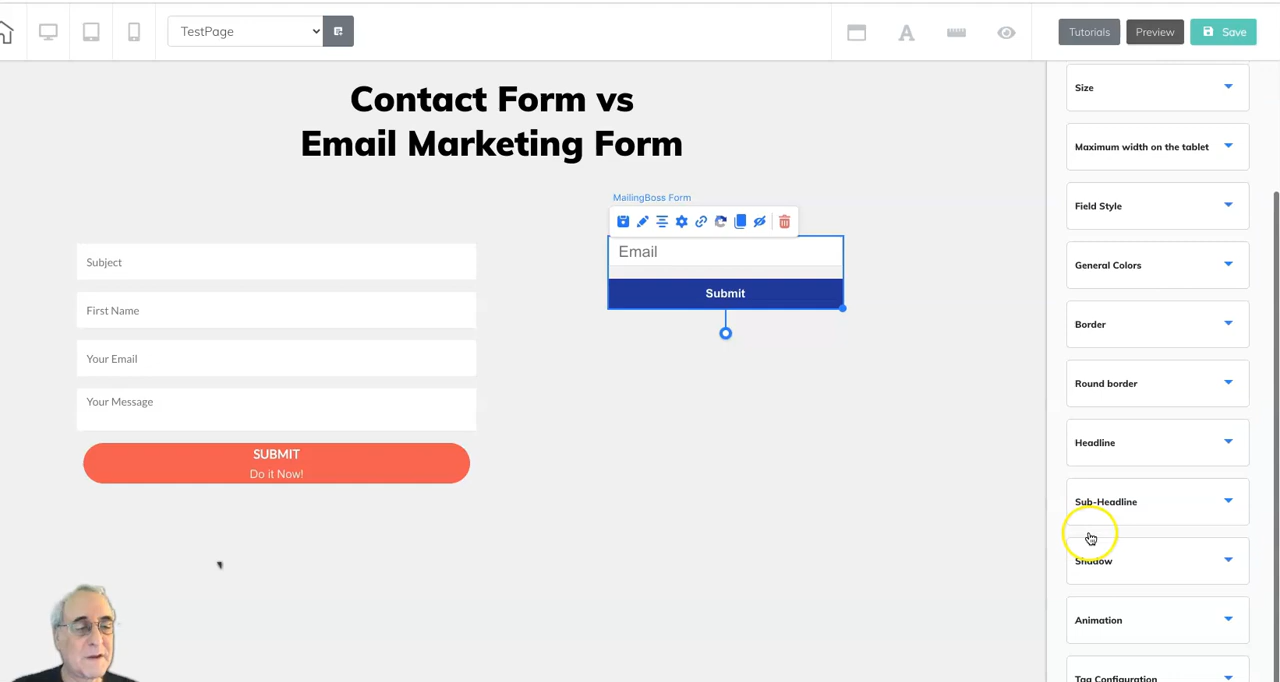 TestPage
Tutorials
Preview
Save
Contact Form vs
Email Marketing Form
MailingBoss Form
Email
Submit
Subject
First Name
Your Email
Your Message
SUBMIT
Do it Now!
Size
Maximum width on the tablet
Field Style
General Colors
Border
Round border
Headline
Sub-Headline
Shadow
Animation
Tag Configuration